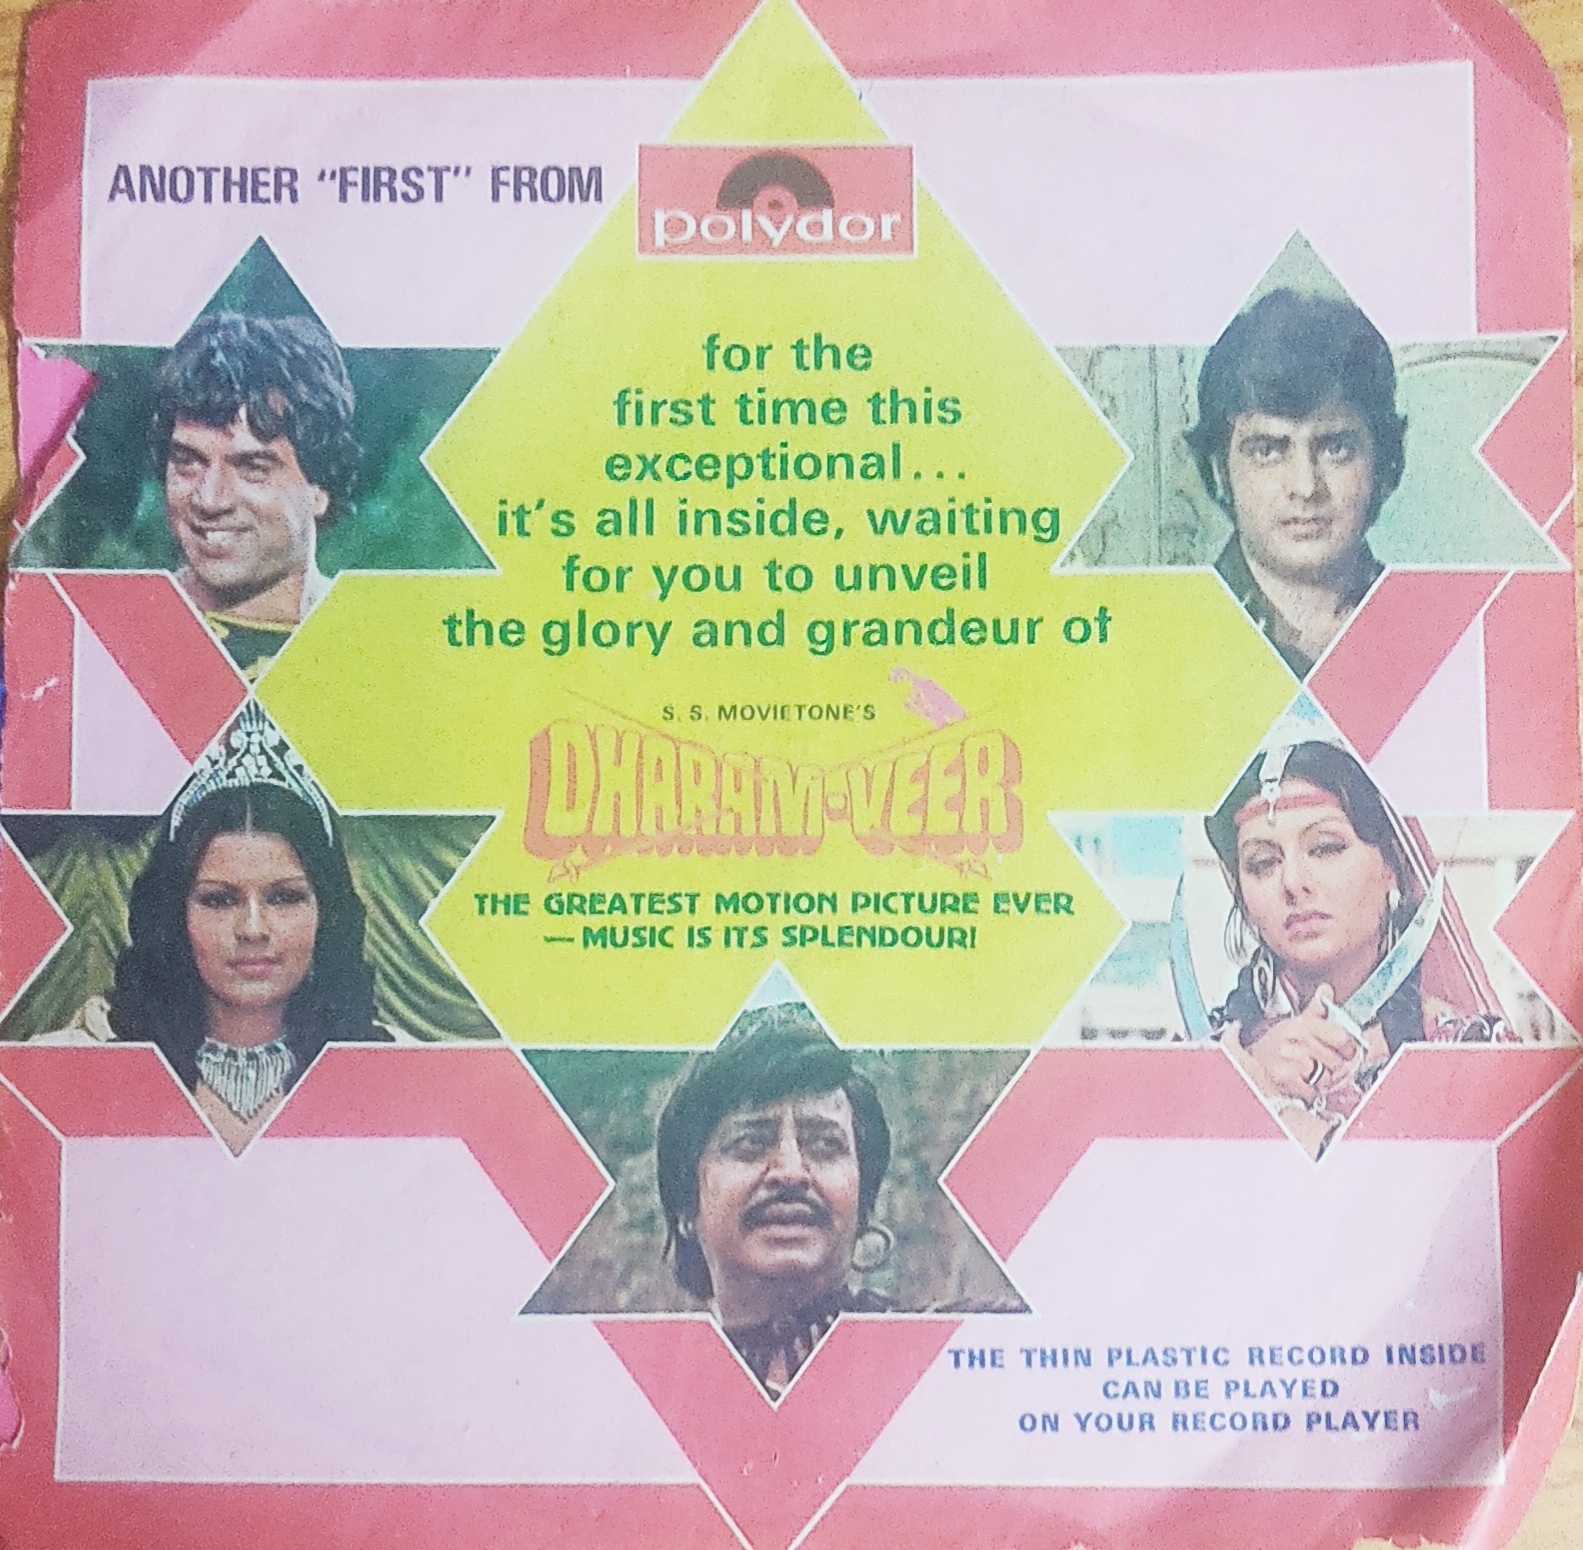 ANOTHER “FIRST” FROM
polydor
for the
first time this
exceptional...
it's all inside, waiting
for you to unveil
the glory and grandeur of
S. S. MOVIETONE'S
DHARAM-VEER
THE GREATEST MOTION PICTURE EVER
— MUSIC IS ITS SPLENDOUR!
THE THIN PLASTIC RECORD INSIDE
CAN BE PLAYED
ON YOUR RECORD PLAYER